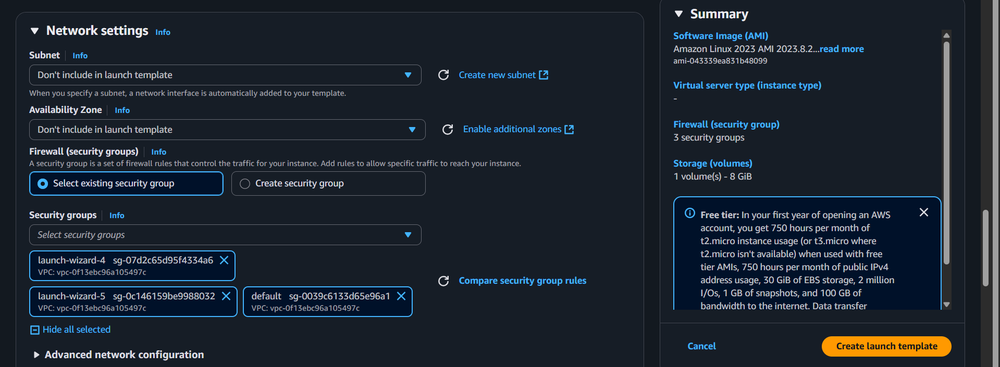 Network settings Info
Subnet Info
Don't include in launch template
Create new subnet
When you specify a subnet, a network interface is automatically added to your template.
Availability Zone Info
Don't include in launch template
Enable additional zones
Firewall (security groups) Info
A security group is a set of firewall rules that control the traffic for your instance. Add rules to allow specific traffic to reach your instance.
Select existing security group
Create security group
Security groups Info
Select security groups
launch-wizard-4 sg-07d2c65d95f4334a6
VPC: vpc-0f13ebc96a105497c
launch-wizard-5 sg-0c146159be9988032
VPC: vpc-0f13ebc96a105497c
default sg-0039c6133d65e96a1
VPC: vpc-0f13ebc96a105497c
Compare security group rules
Hide all selected
Advanced network configuration
Summary
Software Image (AMI)
Amazon Linux 2023 AMI 2023.8.2...read more
ami-043339ea831b48099
Virtual server type (instance type)
-
Firewall (security group)
3 security groups
Storage (volumes)
1 volume(s) - 8 GiB
Free tier: In your first year of opening an AWS
account, you get 750 hours per month of
t2.micro instance usage (or t3.micro where
t2.micro isn't available) when used with free
tier AMIs, 750 hours per month of public IPv4
address usage, 30 GiB of EBS storage, 2 million
I/Os, 1 GB of snapshots, and 100 GB of
bandwidth to the internet. Data transfer
Cancel
Create launch template